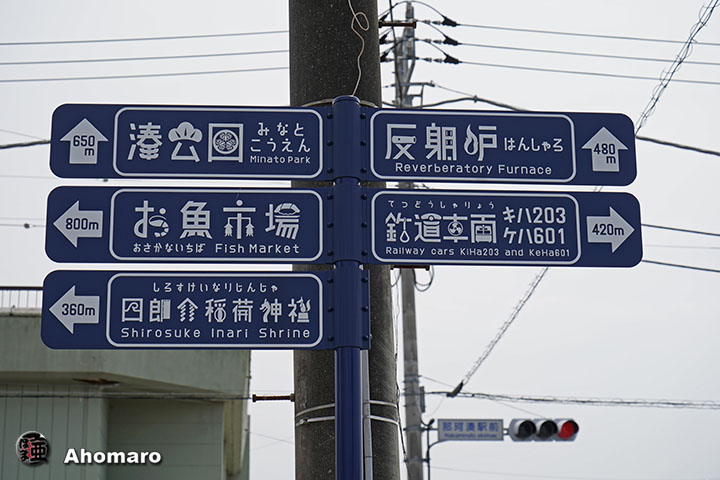 650m
湊公園
みなと
こうえん
Minato Park
反射炉
はんしゃろ
Reverberatory Furnace
480m
800m
お魚市場
おさかないちば Fish Market
てつどうしゃりょう
鉄道車両
キハ203
ケハ601
Railway cars KiHa203 and KeHa601
420m
360m
しろすけいなりじんじゃ
四郎介稲荷神社
Shirosuke Inari Shrine
那珂湊駅前
Ahomaro